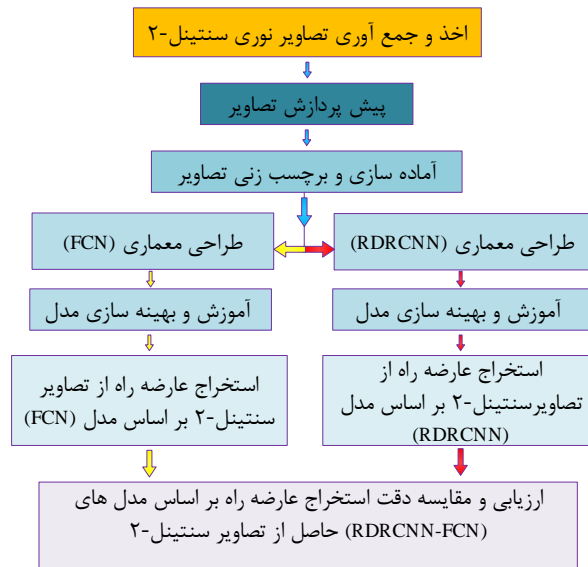 اخذ و جمع آوری تصاویر نوری سنتینل-۲
پیش پردازش تصاویر
آماده سازی و برچسب زنی تصاویر
طراحی معماری (RDRCNN)
طراحی معماری (FCN)
آموزش و بهینه سازی مدل
آموزش و بهینه سازی مدل
استخراج عارضه راه از
تصاویرسنتینل-۲ بر اساس مدل
(RDRCNN)
استخراج عارضه راه از تصاویر
سنتینل-۲ بر اساس مدل (FCN)
ارزیابی و مقایسه دقت استخراج عارضه راه بر اساس مدل های
(RDRCNN-FCN) حاصل از تصاویر سنتینل-۲